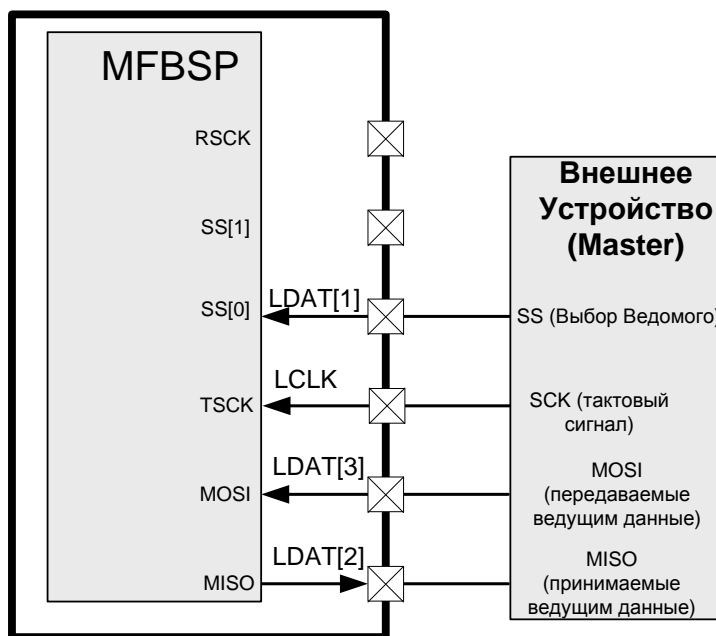 MFBSP
RSCK
SS[1]
SS[0]
LDAT[1]
TSCK
LCLK
MOSI
LDAT[3]
MISO
LDAT[2]
Внешнее
Устройство
(Master)
SS (Выбор Ведомого)
SCK (тактовый
сигнал)
MOSI
(передаваемые
ведущим данные)
MISO
(принимаемые
ведущим данные)